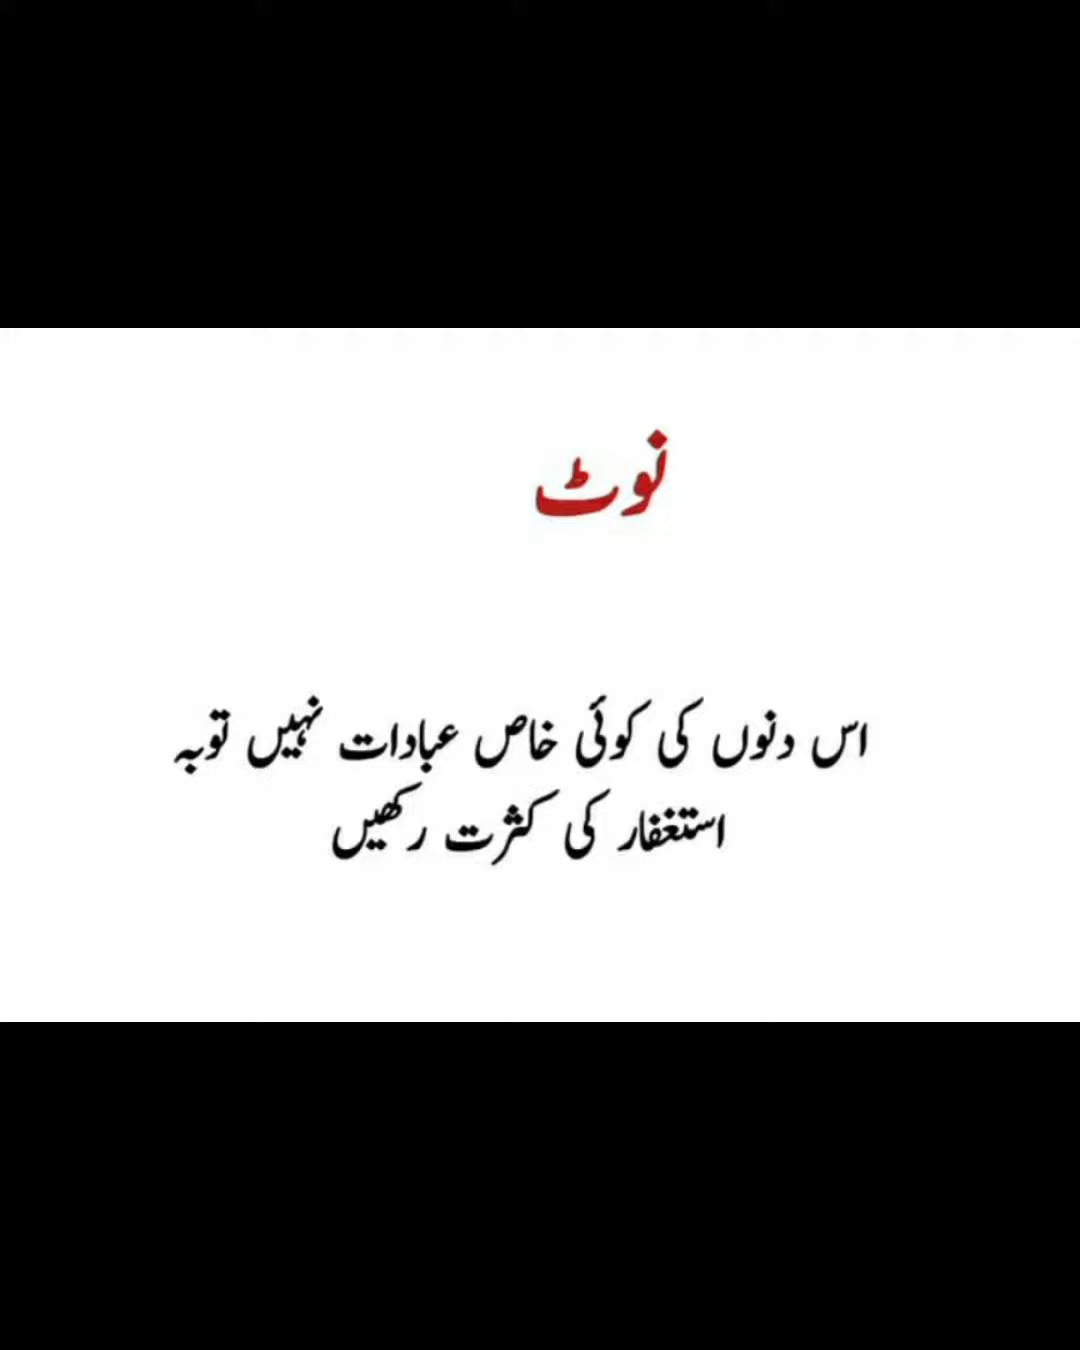 نوٹ
اس دنوں کی کوئی خاص عبادات نہیں توبہ
استغفار کی کثرت رکھیں